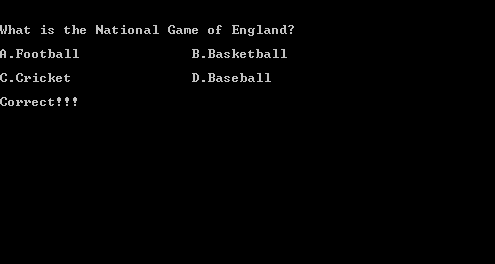 What is the National Game of England?
A.Football B.Basketball
C.Cricket D.Baseball
Correct!!!